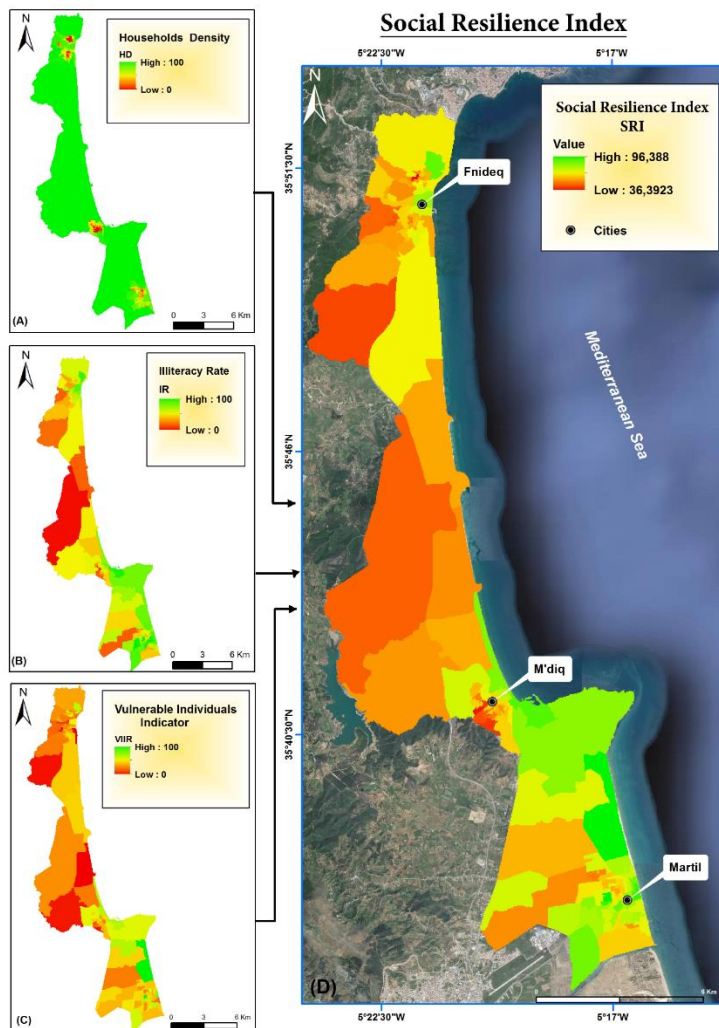 Social Resilience Index
N
Households Density
HD
High : 100
Low : 0
(A)
0 3 6 Km
N
Illiteracy Rate
IR
High : 100
Low : 0
(B)
0 3 6 Km
N
Vulnerable Individuals
Indicator
VIIR
High : 100
Low : 0
(C)
0 3 6 Km
5°22'30"W
5°17'W
N
Social Resilience Index
SRI
Value
High : 96,388
Low : 36,3923
Cities
35°51'30"N
35°46'N
35°40'30"N
Fnideq
Mediterranean Sea
M'diq
Martil
(D)
0 6 Km
5°22'30"W
5°17'W